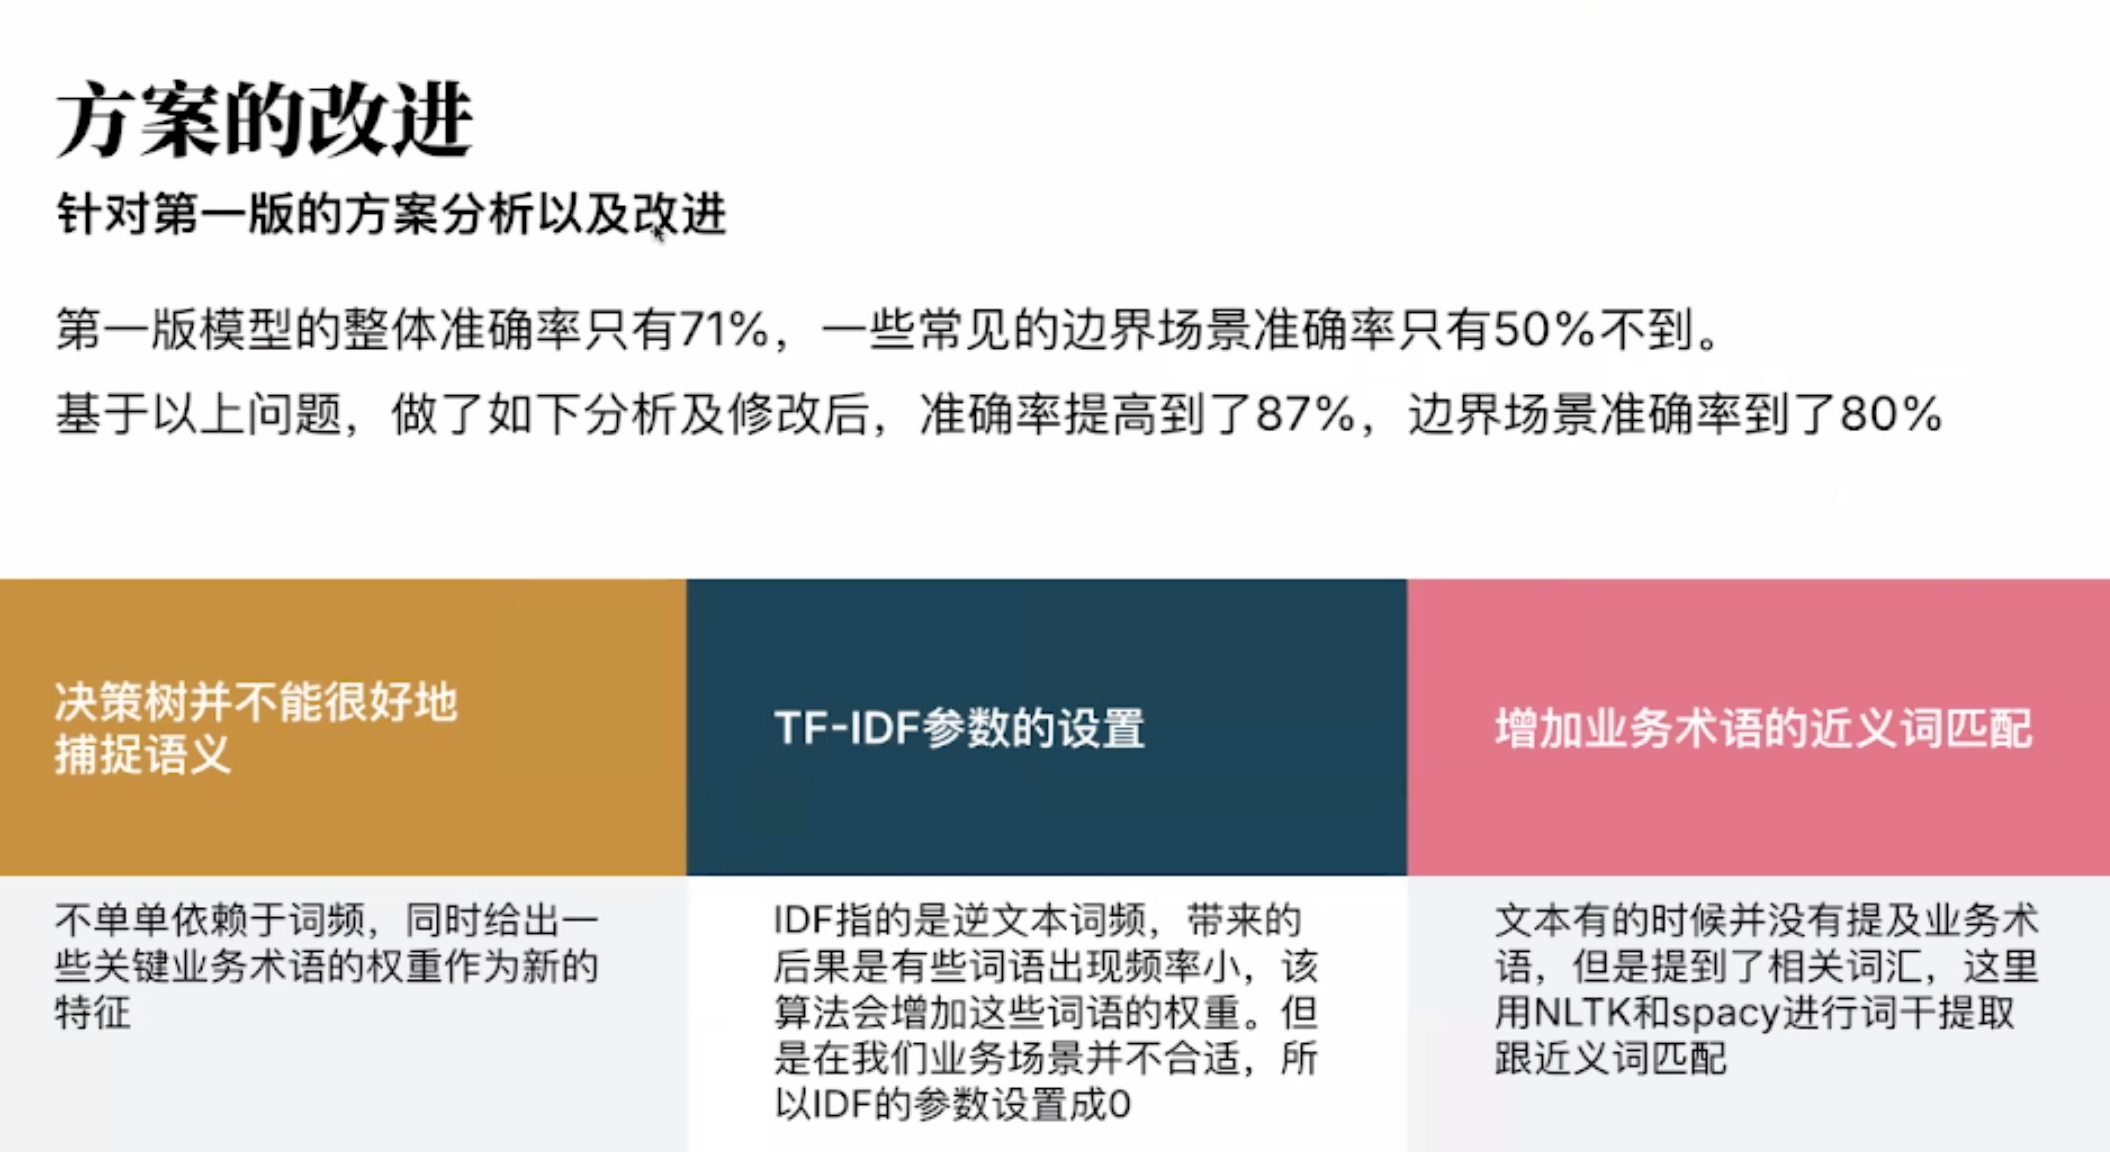 方案的改进
针对第一版的方案分析以及改进
第一版模型的整体准确率只有71%，一些常见的边界场景准确率只有50%不到。
基于以上问题，做了如下分析及修改后，准确率提高到了87%，边界场景准确率到了80%
决策树并不能很好地
捕捉语义
不单单依赖于词频，同时给出一
些关键业务术语的权重作为新的
特征
TF-IDF参数的设置
IDF指的是逆文本词频，带来的
后果是有些词语出现频率小，该
算法会增加这些词语的权重。但
是在我们业务场景并不合适，所
以IDF的参数设置成0
增加业务术语的近义词匹配
文本有的时候并没有提及业务术
语，但是提到了相关词汇，这里
用NLTK和spacy进行词干提取
跟近义词匹配